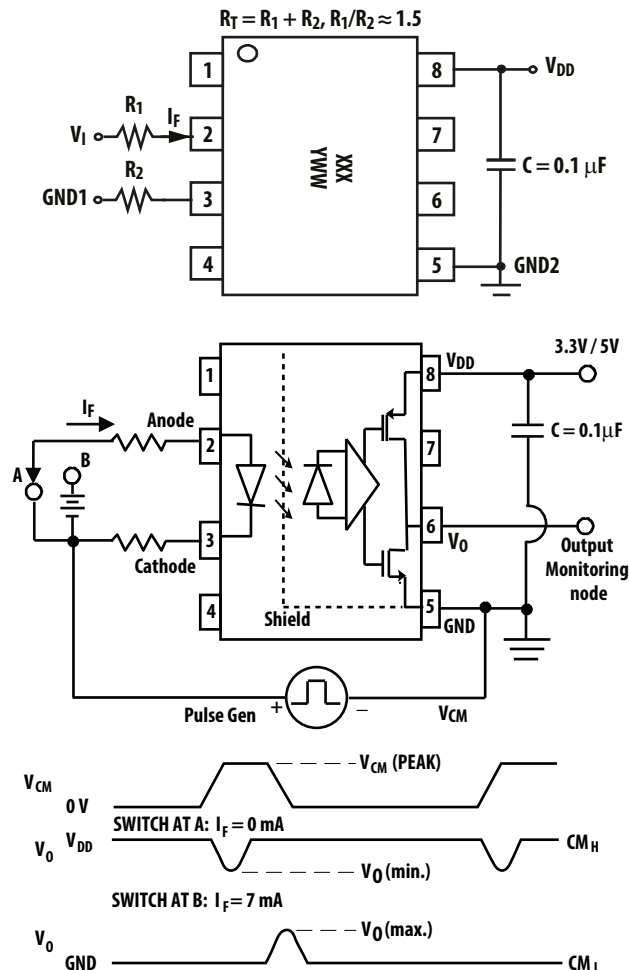 R_T = R_1 + R_2, R_1/R_2 ≈ 1.5
1
8
V_DD
R_1
I_F
V_I
2
7
XXX
YWW
C = 0.1 µF
R_2
GND1
3
6
4
5
GND2
3.3V / 5V
V_DD
1
8
I_F
Anode
C = 0.1µF
2
7
A
B
3
6
V_O
Cathode
Output
Monitoring
node
4
Shield
5
GND
Pulse Gen
+
–
V_CM
V_CM (PEAK)
V_CM
0 V
SWITCH AT A: I_F = 0 mA
V_O
V_DD
CM_H
V_O (min.)
SWITCH AT B: I_F = 7 mA
V_O
V_O (max.)
GND
CM_L